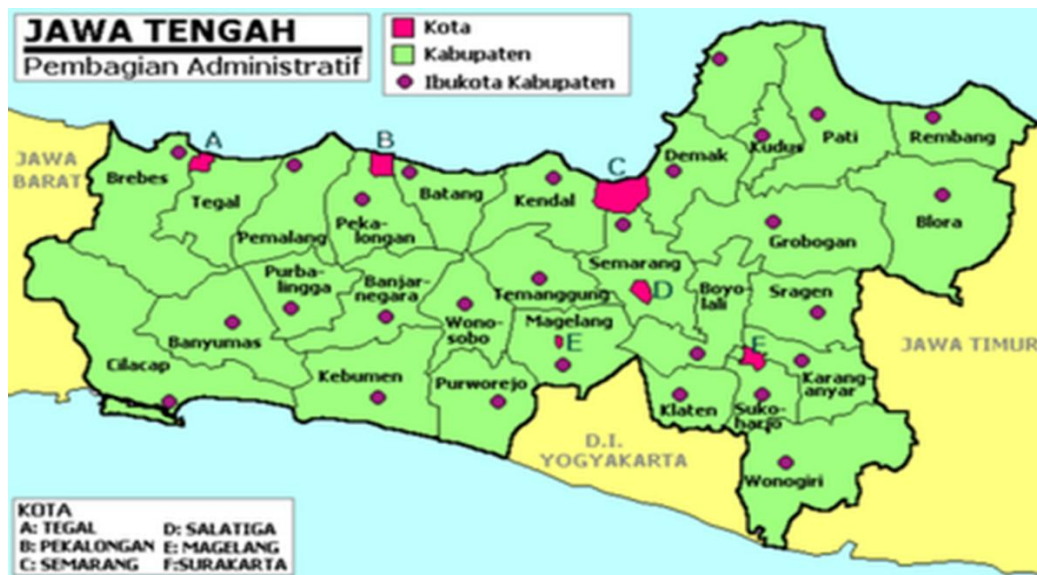 JAWA TENGAH
Pembagian Administratif
Kota
Kabupaten
Ibukota Kabupaten
JAWA
BARAT
A
B
C
Brebes
Tegal
Pemalang
Peka-
longan
Batang
Kendal
Demak
Kudus
Pati
Rembang
Blora
Grobogan
Semarang
D
Boyo-
lali
Sragen
Purba-
lingga
Banjar-
negara
Temanggung
Wono-
sobo
Magelang
E
F
Banyumas
Cilacap
Kebumen
Purworejo
Klaten
Suko-
harjo
Karang-
anyar
Wonogiri
JAWA TIMUR
D.I.
YOGYAKARTA
KOTA
A: TEGAL D: SALATIGA
B: PEKALONGAN E: MAGELANG
C: SEMARANG F:SURAKARTA